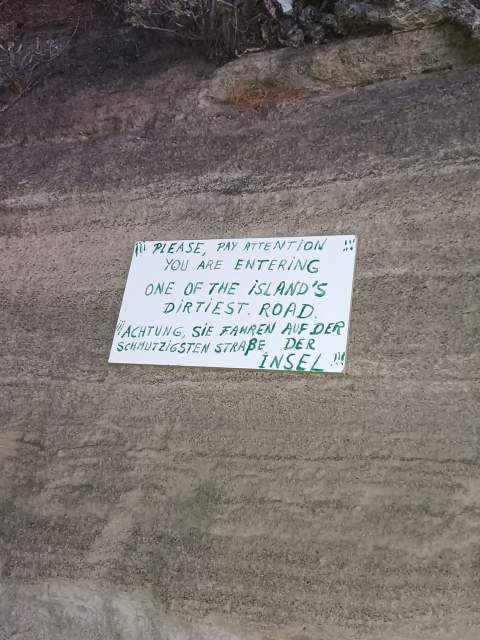 !!! PLEASE, PAY ATTENTION !!!
YOU ARE ENTERING
ONE OF THE iSLAND'S
DiRTiEST. ROAD.
!!! ACHTUNG, SIE FAHREN AUF DER
SCHMUTZIGSTEN STRAßE DER
INSEL !!!